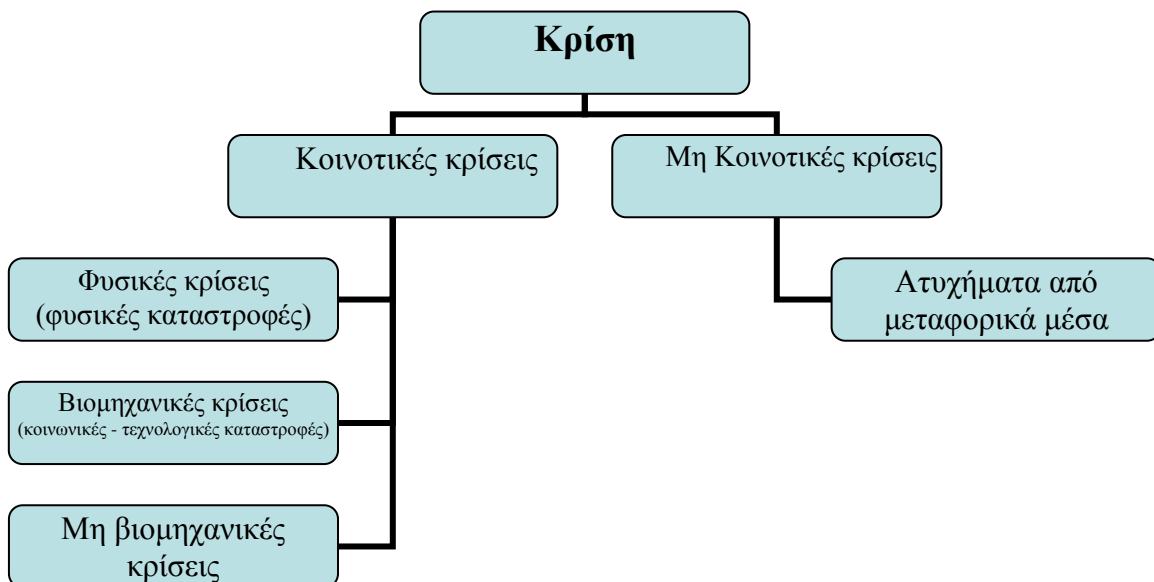 Κρίση
Κοινοτικές κρίσεις
Μη Κοινοτικές κρίσεις
Φυσικές κρίσεις
(φυσικές καταστροφές)
Ατυχήματα από
μεταφορικά μέσα
Βιομηχανικές κρίσεις
(κοινωνικές - τεχνολογικές καταστροφές)
Μη βιομηχανικές
κρίσεις